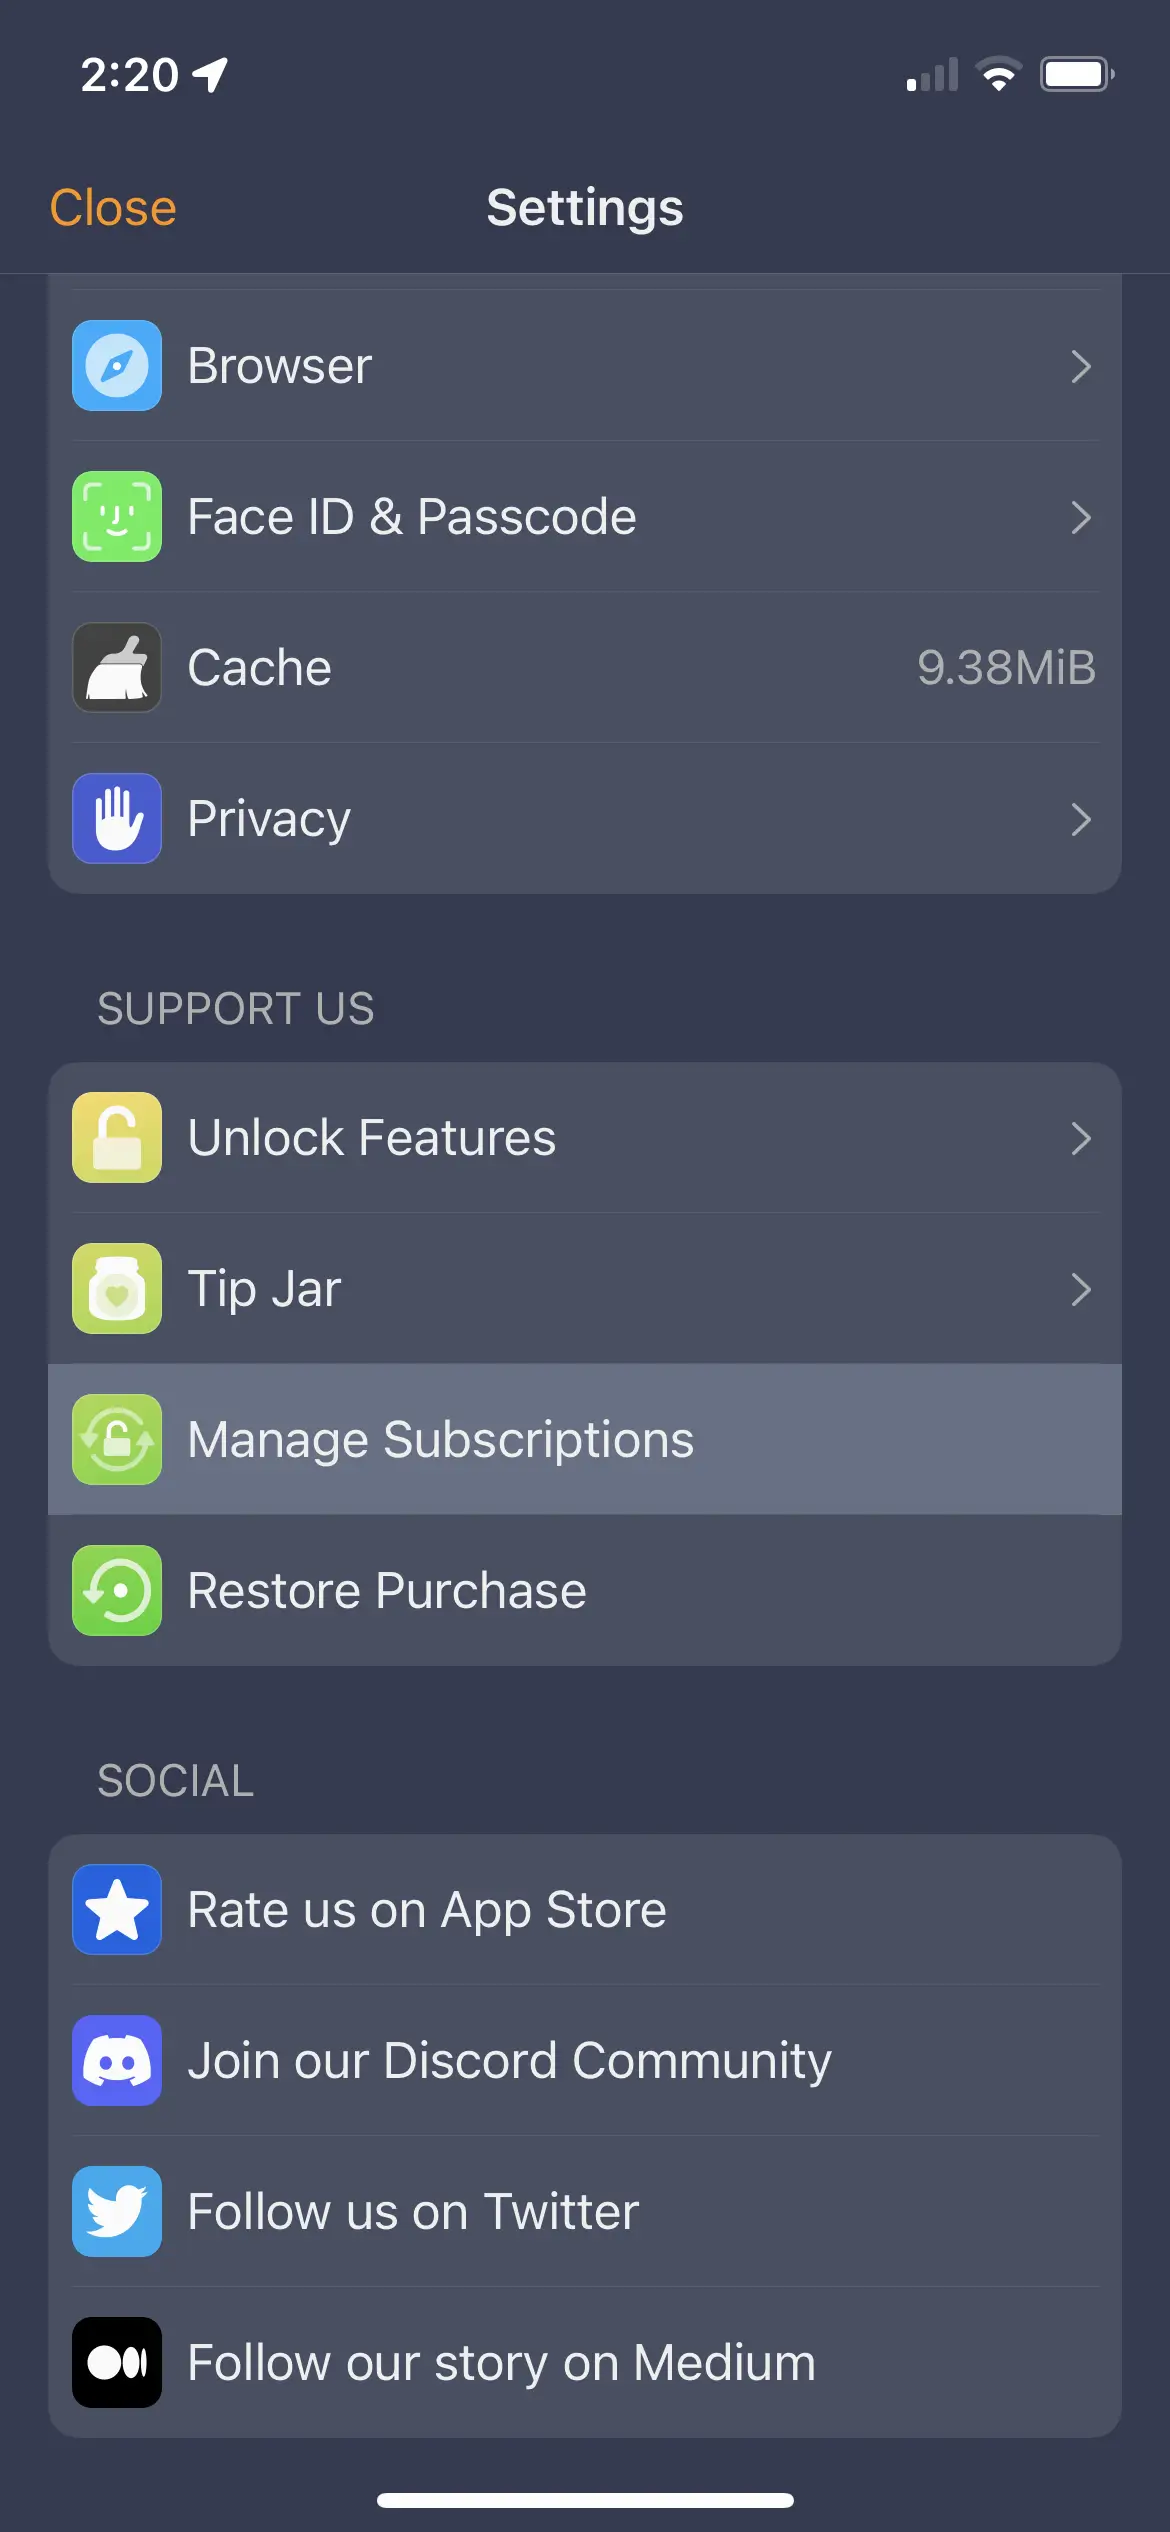 2:20
Close
Settings
Browser
Face ID & Passcode
Cache
9.38MiB
Privacy
SUPPORT US
Unlock Features
Tip Jar
Manage Subscriptions
Restore Purchase
SOCIAL
Rate us on App Store
Join our Discord Community
Follow us on Twitter
Follow our story on Medium